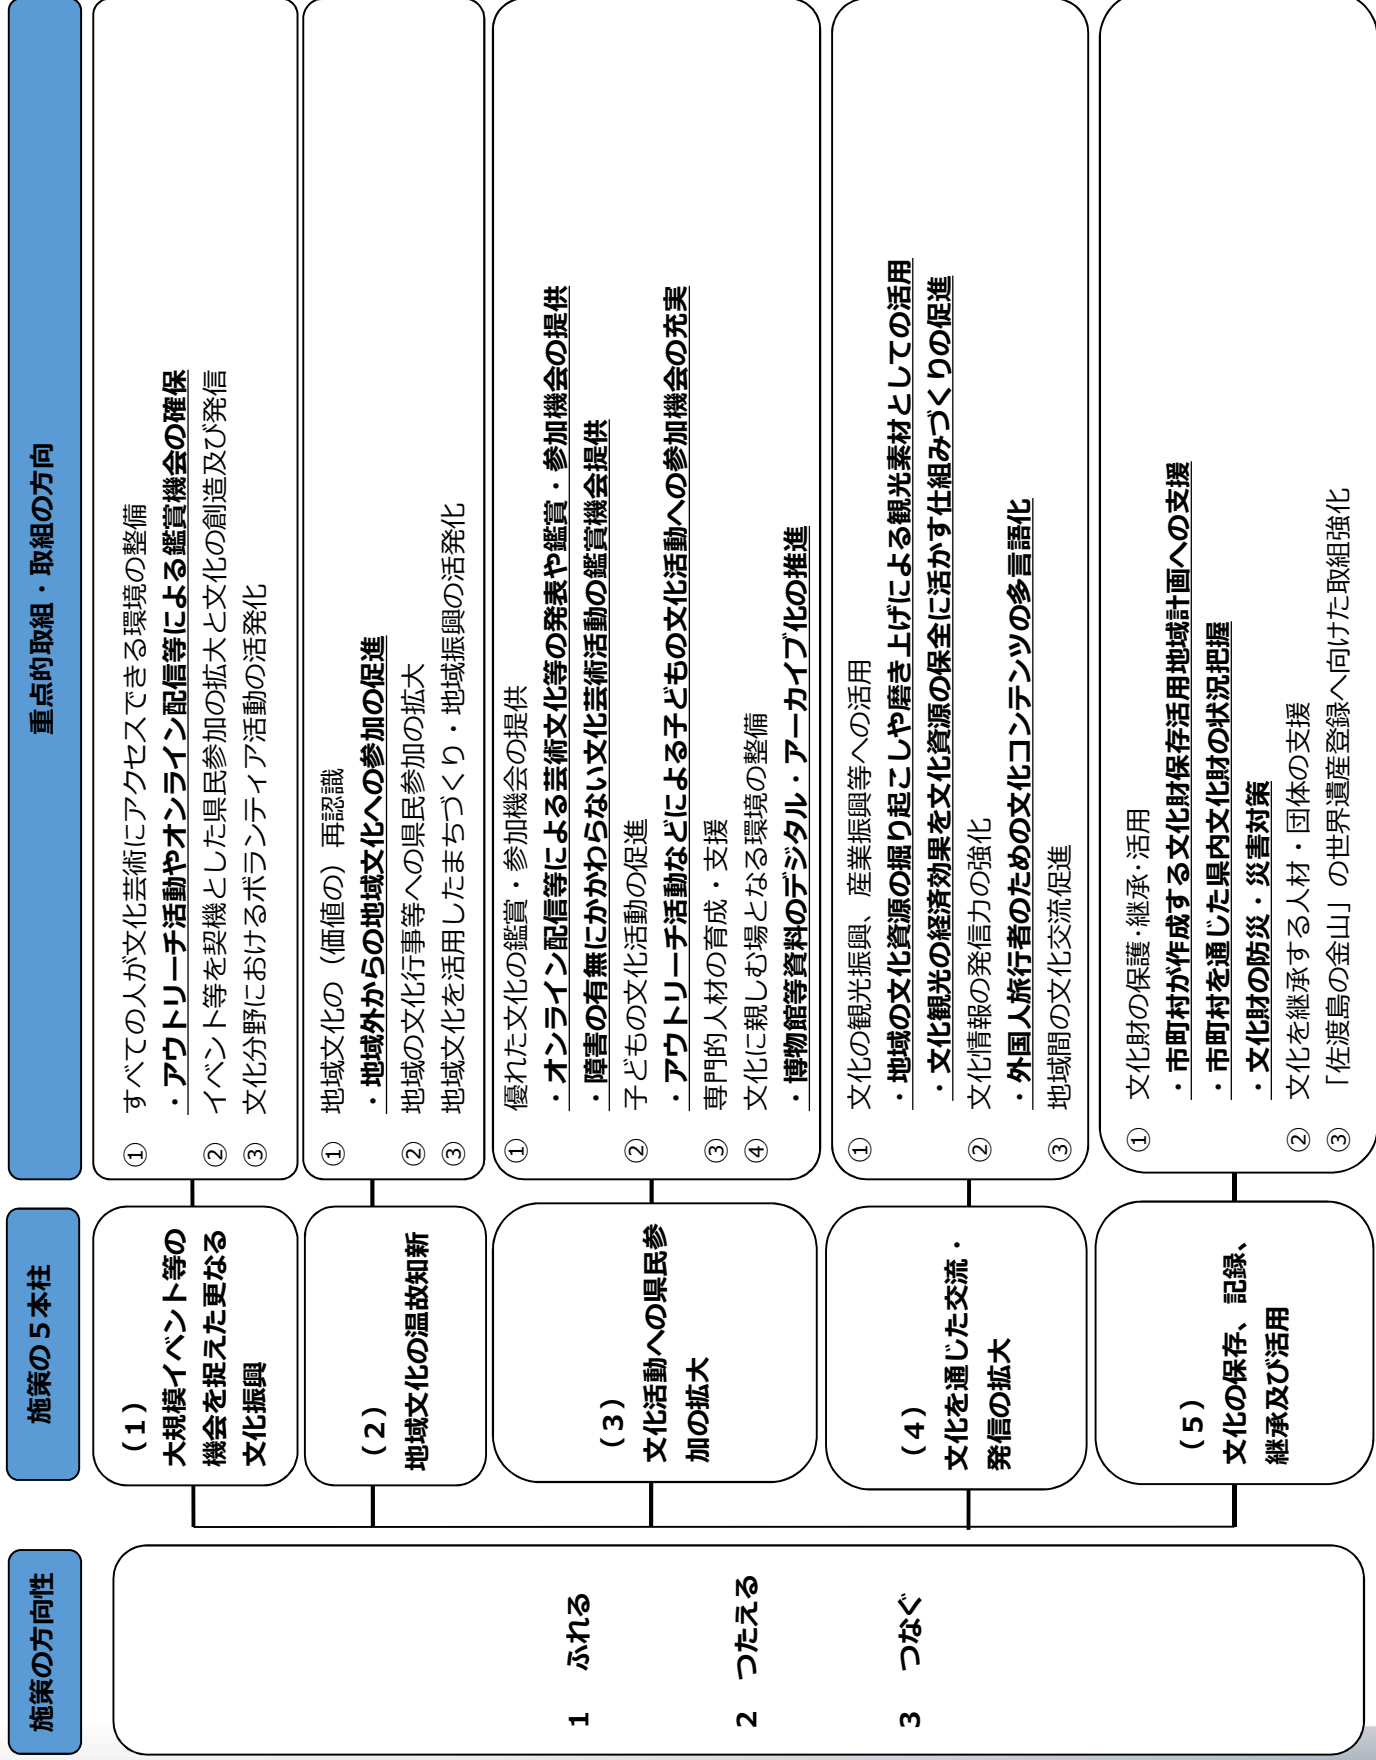 施策の方向性
施策の５本柱
重点的取組・取組の方向
1 ふれる
2 つたえる
3 つなぐ
（１）
大規模イベント等の
機会を捉えた更なる
文化振興
① すべての人が文化芸術にアクセスできる環境の整備
・アウトリーチ活動やオンライン配信等による鑑賞機会の確保
② イベント等を契機とした県民参加の拡大と文化の創造及び発信
③ 文化分野におけるボランティア活動の活発化
（２）
地域文化の温故知新
① 地域文化の（価値の）再認識
・地域外からの地域文化への参加の促進
② 地域の文化行事等への県民参加の拡大
③ 地域文化を活用したまちづくり・地域振興の活発化
（３）
文化活動への県民参
加の拡大
① 優れた文化の鑑賞・参加機会の提供
・オンライン配信等による芸術文化等の発表や鑑賞・参加機会の提供
・障害の有無にかかわらない文化芸術活動の鑑賞機会提供
② 子どもの文化活動の促進
・アウトリーチ活動などによる子どもの文化活動への参加機会の充実
③ 専門的人材の育成・支援
④ 文化に親しむ場となる環境の整備
・博物館等資料のデジタル・アーカイブ化の推進
（４）
文化を通じた交流・
発信の拡大
① 文化の観光振興、産業振興等への活用
・地域の文化資源の掘り起こしや磨き上げによる観光素材としての活用
・文化観光の経済効果を文化資源の保全に活かす仕組みづくりの促進
② 文化情報の発信力の強化
・外国人旅行者のための文化コンテンツの多言語化
③ 地域間の文化交流促進
（５）
文化の保存、記録、
継承及び活用
① 文化財の保護・継承・活用
・市町村が作成する文化財保存活用地域計画への支援
・市町村を通じた県内文化財の状況把握
・文化財の防災・災害対策
② 文化を継承する人材・団体の支援
③ 「佐渡島の金山」の世界遺産登録へ向けた取組強化